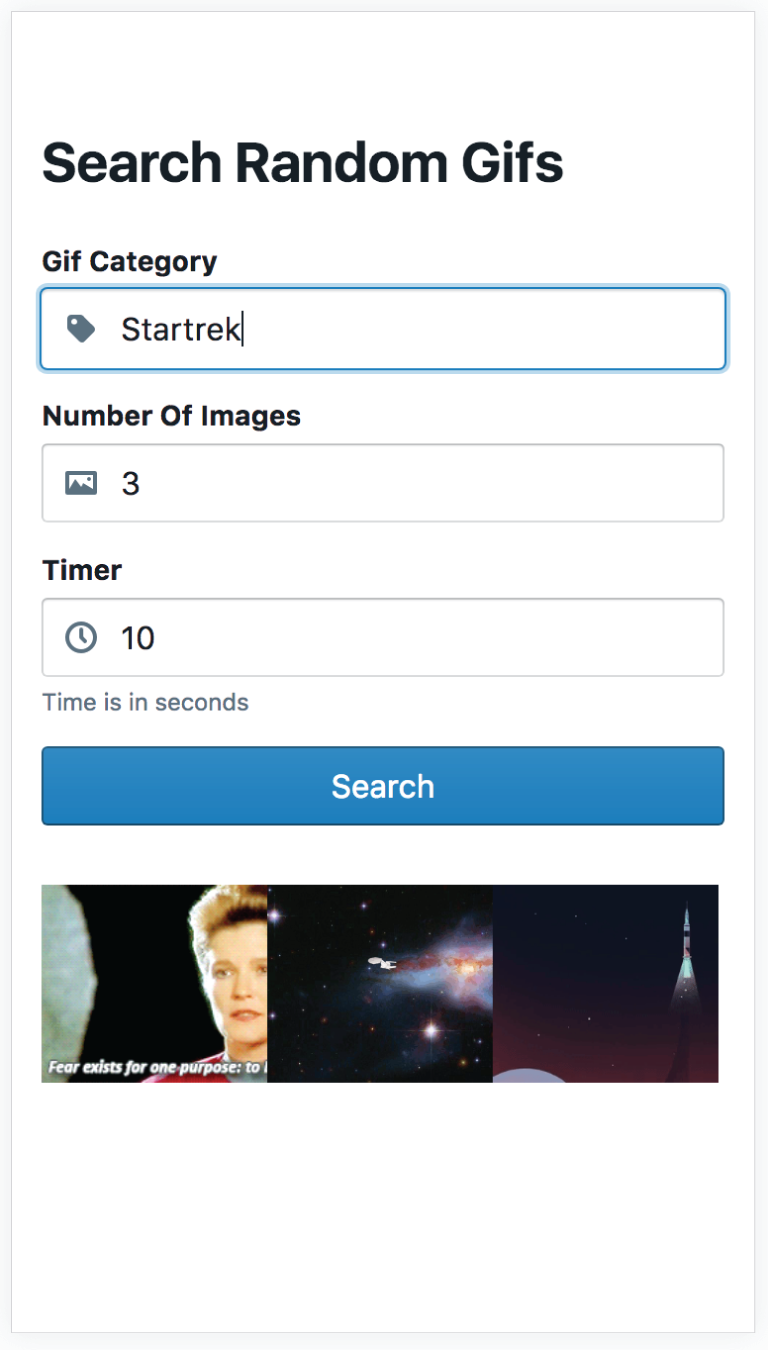 Search Random Gifs
Gif Category
Startrek
Number Of Images
3
Timer
10
Time is in seconds
Search
Fear exists for one purpose: to